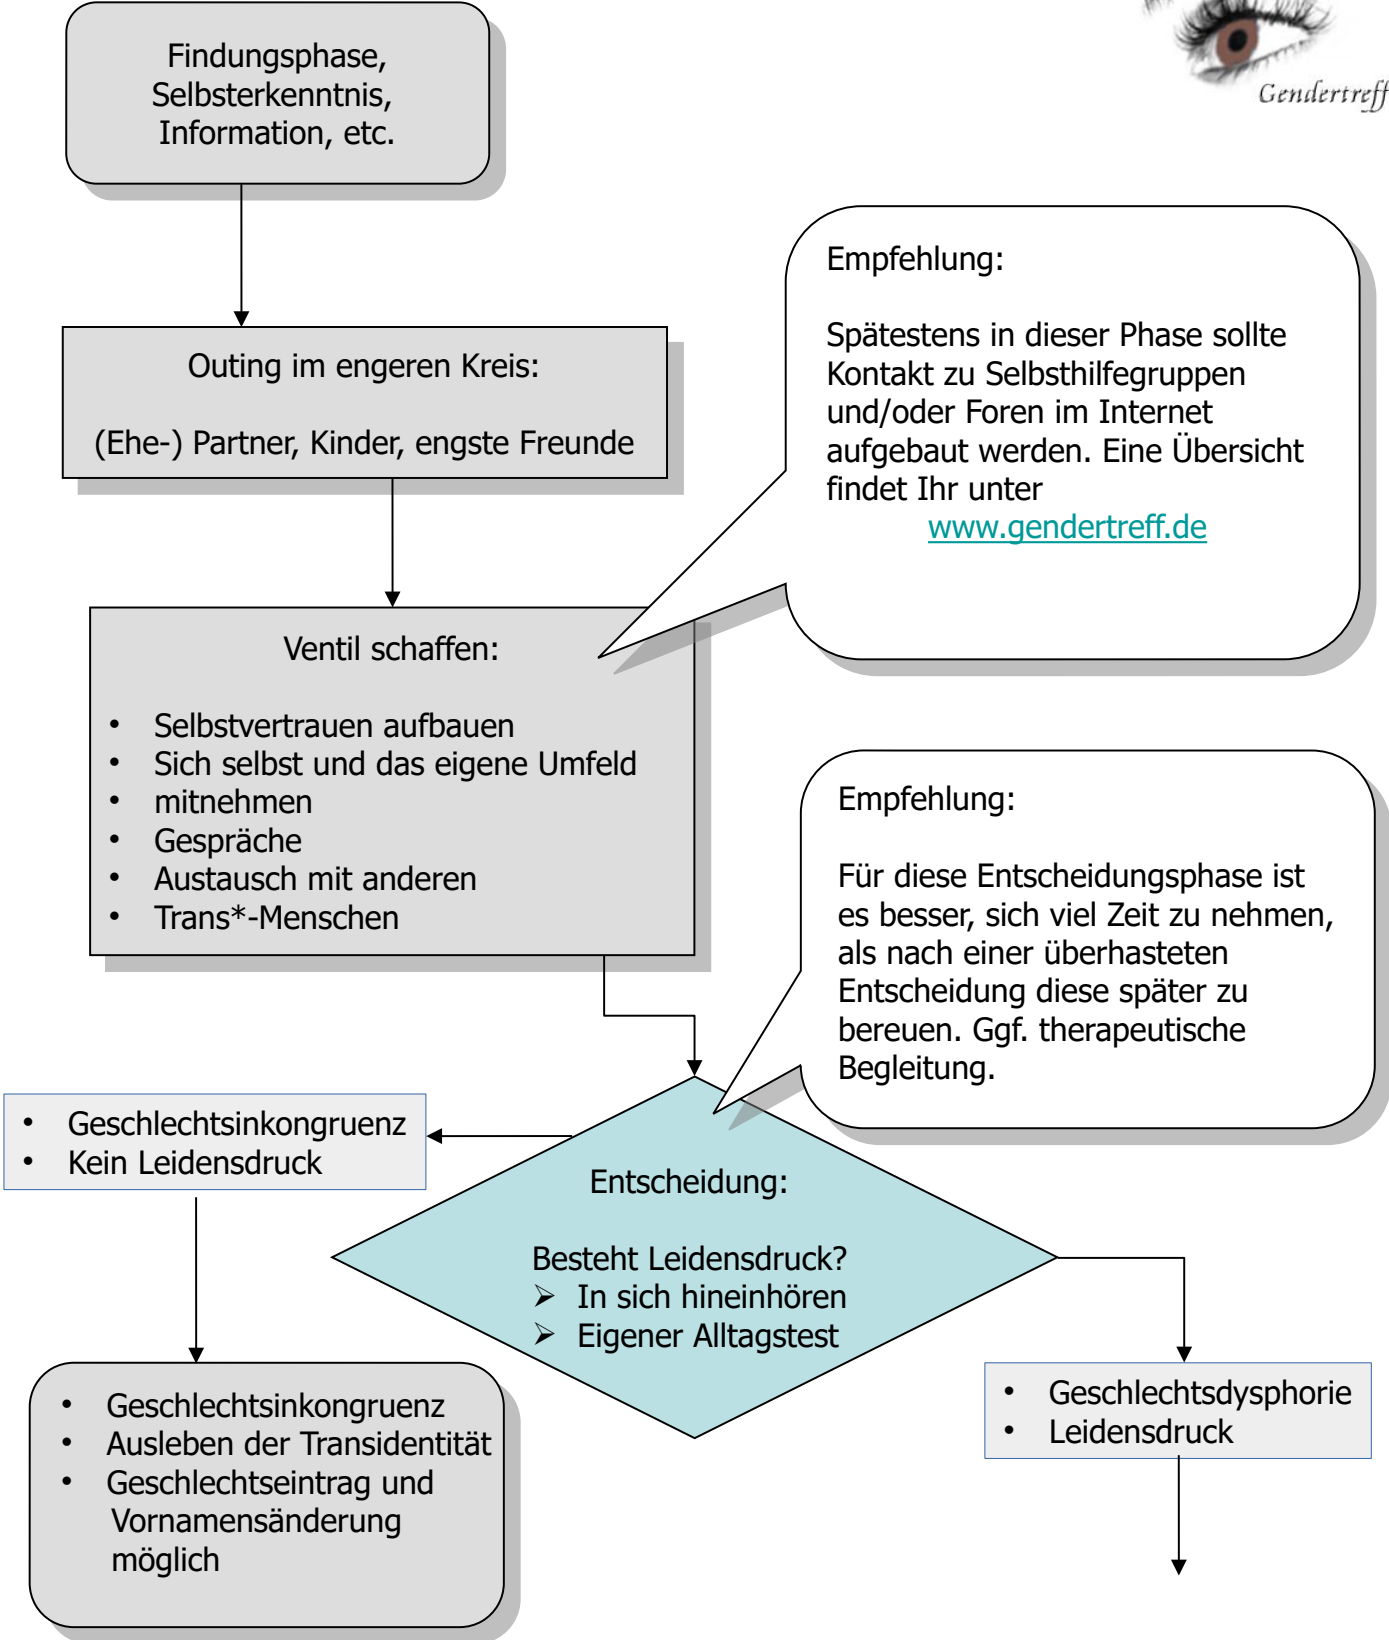 Gendertreff
Findungsphase,
Selbsterkenntnis,
Information, etc.
Outing im engeren Kreis:
(Ehe-) Partner, Kinder, engste Freunde
Empfehlung:
Spätestens in dieser Phase sollte
Kontakt zu Selbsthilfegruppen
und/oder Foren im Internet
aufgebaut werden. Eine Übersicht
findet Ihr unter
www.gendertreff.de
Ventil schaffen:
• Selbstvertrauen aufbauen
• Sich selbst und das eigene Umfeld
• mitnehmen
• Gespräche
• Austausch mit anderen
• Trans*-Menschen
Empfehlung:
Für diese Entscheidungsphase ist
es besser, sich viel Zeit zu nehmen,
als nach einer überhasteten
Entscheidung diese später zu
bereuen. Ggf. therapeutische
Begleitung.
• Geschlechtsinkongruenz
• Kein Leidensdruck
Entscheidung:
Besteht Leidensdruck?
➢ In sich hineinhören
➢ Eigener Alltagstest
• Geschlechtsdysphorie
• Leidensdruck
• Geschlechtsinkongruenz
• Ausleben der Transidentität
• Geschlechtseintrag und
Vornamensänderung
möglich